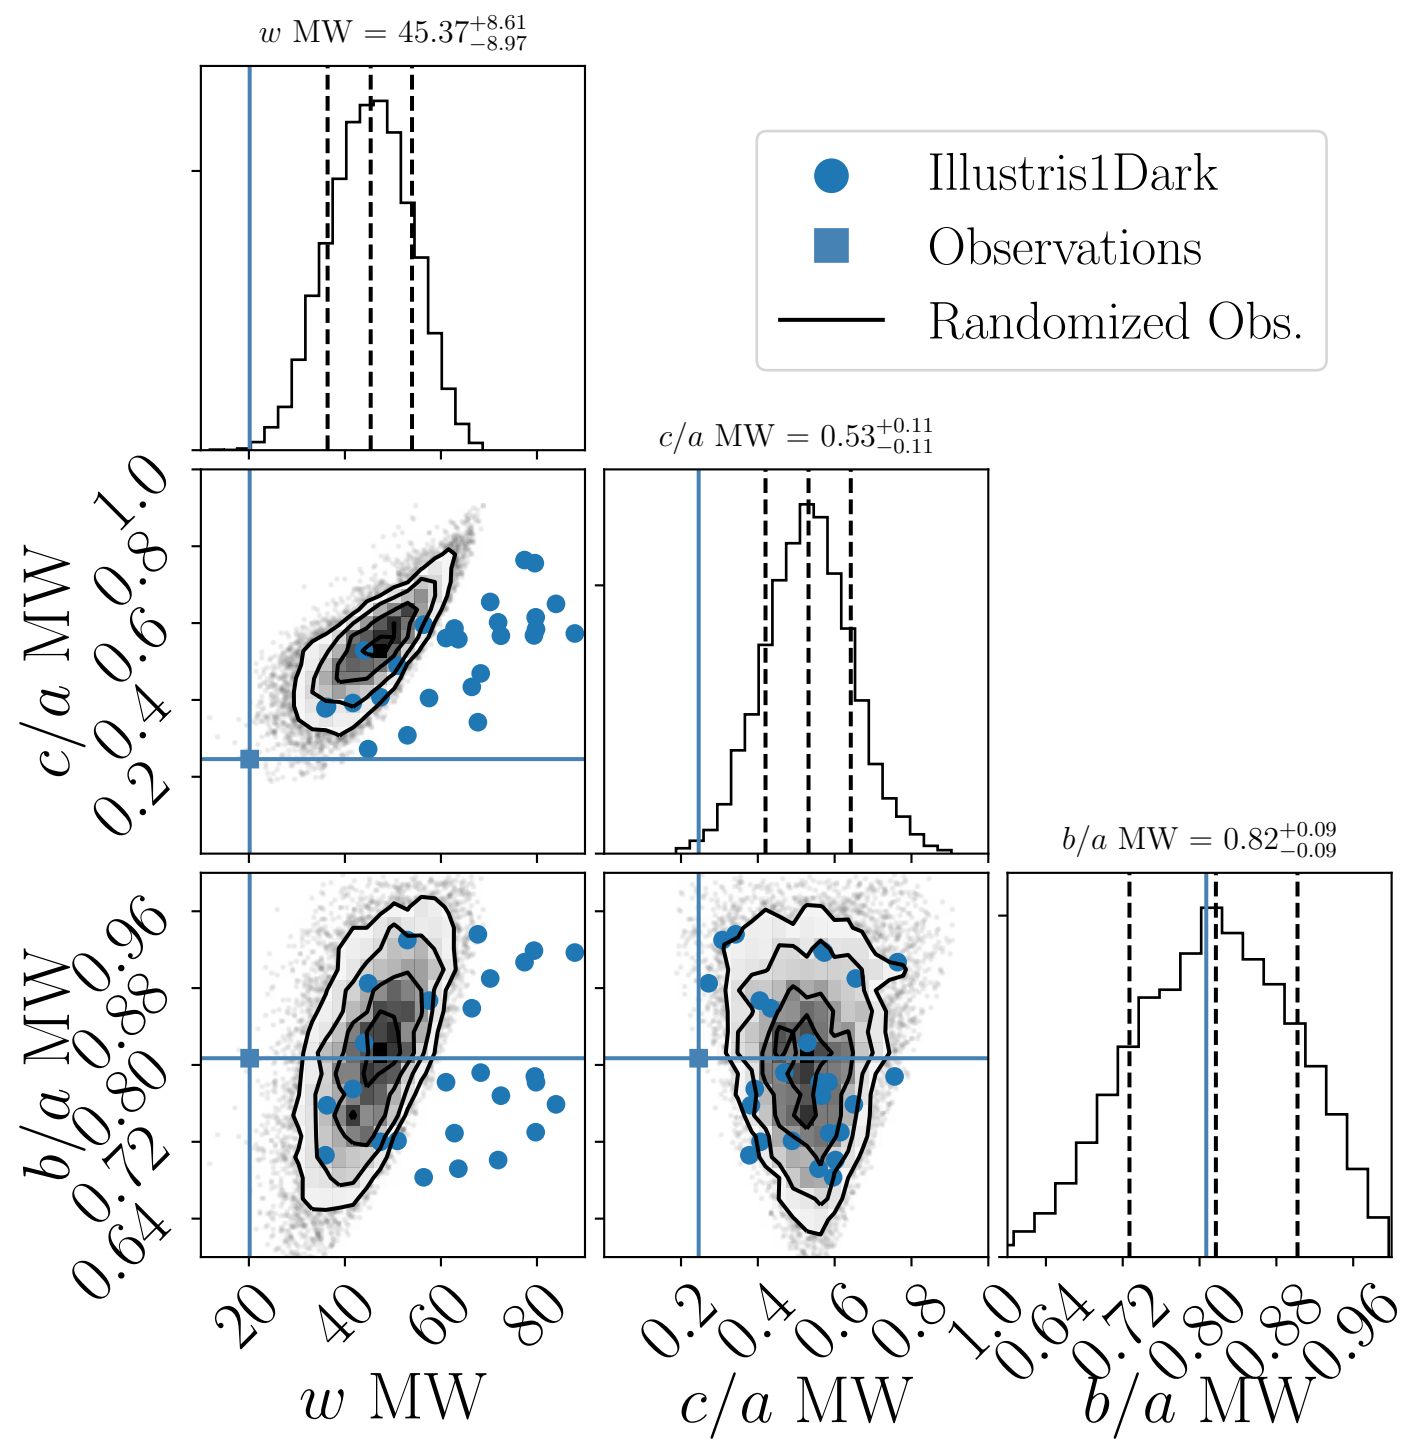 w MW = 45.37 +8.61 −8.97
Illustris1Dark
Observations
Randomized Obs.
c/a MW = 0.53 +0.11 −0.11
1.0
0.8
0.6
0.4
0.2
c/a MW
b/a MW = 0.82 +0.09 −0.09
0.96
0.88
0.80
0.72
0.64
b/a MW
20 40 60 80
0.2 0.4 0.6 0.8 1.0
0.64 0.72 0.80 0.88 0.96
w MW
c/a MW
b/a MW